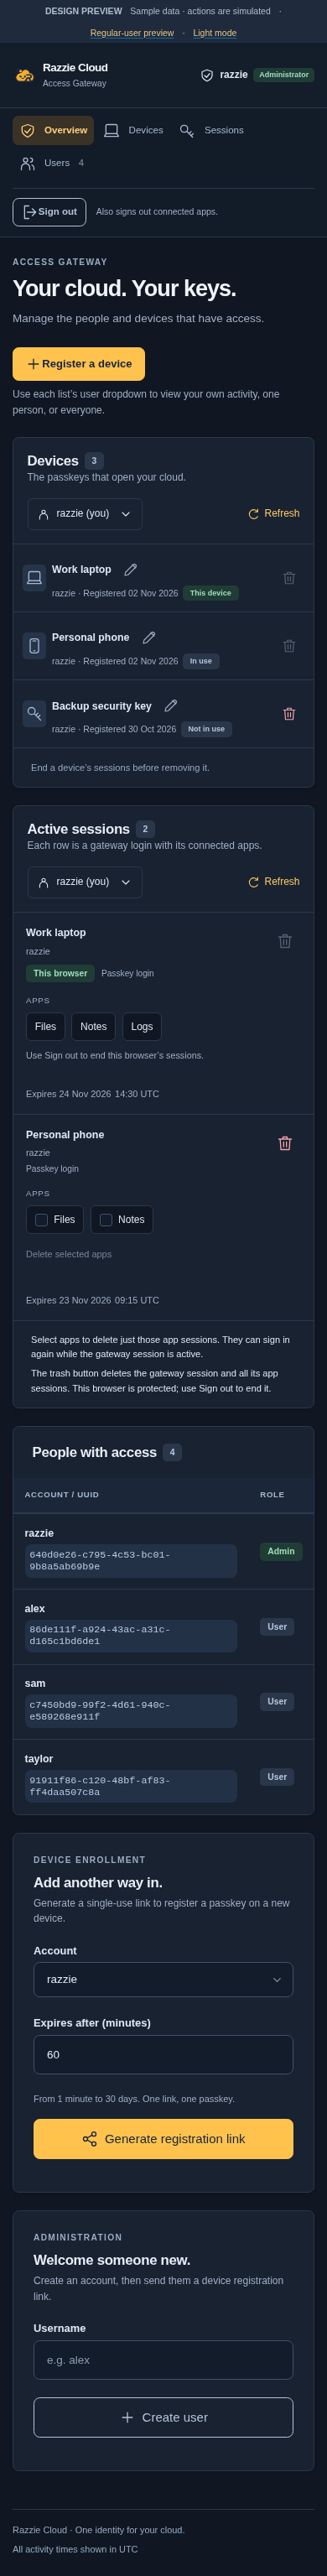 DESIGN PREVIEW Sample data · actions are simulated ·
Regular-user preview · Light mode
Razzie Cloud
Access Gateway
razzie Administrator
Overview Devices Sessions
Users 4
Sign out Also signs out connected apps.
ACCESS GATEWAY
Your cloud. Your keys.
Manage the people and devices that have access.
Register a device
Use each list's user dropdown to view your own activity, one
person, or everyone.
Devices 3
The passkeys that open your cloud.
razzie (you) Refresh
Work laptop
razzie · Registered 02 Nov 2026 This device
Personal phone
razzie · Registered 02 Nov 2026 In use
Backup security key
razzie · Registered 30 Oct 2026 Not in use
End a device's sessions before removing it.
Active sessions 2
Each row is a gateway login with its connected apps.
razzie (you) Refresh
Work laptop
razzie
This browser Passkey login
APPS
Files Notes Logs
Use Sign out to end this browser's sessions.
Expires 24 Nov 2026 14:30 UTC
Personal phone
razzie
Passkey login
APPS
Files Notes
Delete selected apps
Expires 23 Nov 2026 09:15 UTC
Select apps to delete just those app sessions. They can sign in
again while the gateway session is active.
The trash button deletes the gateway session and all its app
sessions. This browser is protected; use Sign out to end it.
People with access 4
ACCOUNT / UUID ROLE
razzie
640d0e26-c795-4c53-bc01-
9b8a5ab69b9e
Admin
alex
86de111f-a924-43ac-a31c-
d165c1bd6de1
User
sam
c7450bd9-99f2-4d61-940c-
e589268e911f
User
taylor
91911f86-c120-48bf-af83-
ff4daa507c8a
User
DEVICE ENROLLMENT
Add another way in.
Generate a single-use link to register a passkey on a new
device.
Account
razzie
Expires after (minutes)
60
From 1 minute to 30 days. One link, one passkey.
Generate registration link
ADMINISTRATION
Welcome someone new.
Create an account, then send them a device registration
link.
Username
e.g. alex
Create user
Razzie Cloud · One identity for your cloud.
All activity times shown in UTC